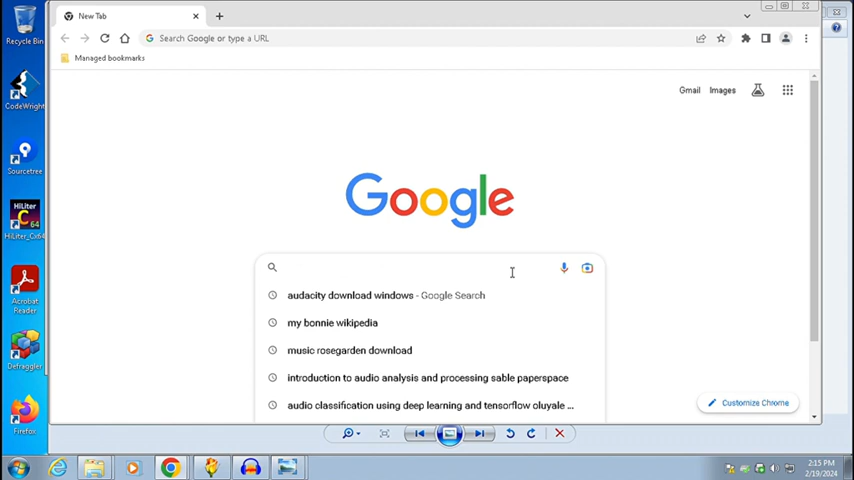 New Tab
Search Google or type a URL
Managed bookmarks
Gmail Images
Google
audacity download windows - Google Search
my bonnie wikipedia
music rosegarden download
introduction to audio analysis and processing sable paperspace
audio classification using deep learning and tensorflow oluyale ...
Customize Chrome
Recycle Bin
CodeWright
Sourcetree
HiLiter
C 64
HiLiter_Cx64
Acrobat
Reader
Defraggler
Firefox
2:15 PM
2/19/2024